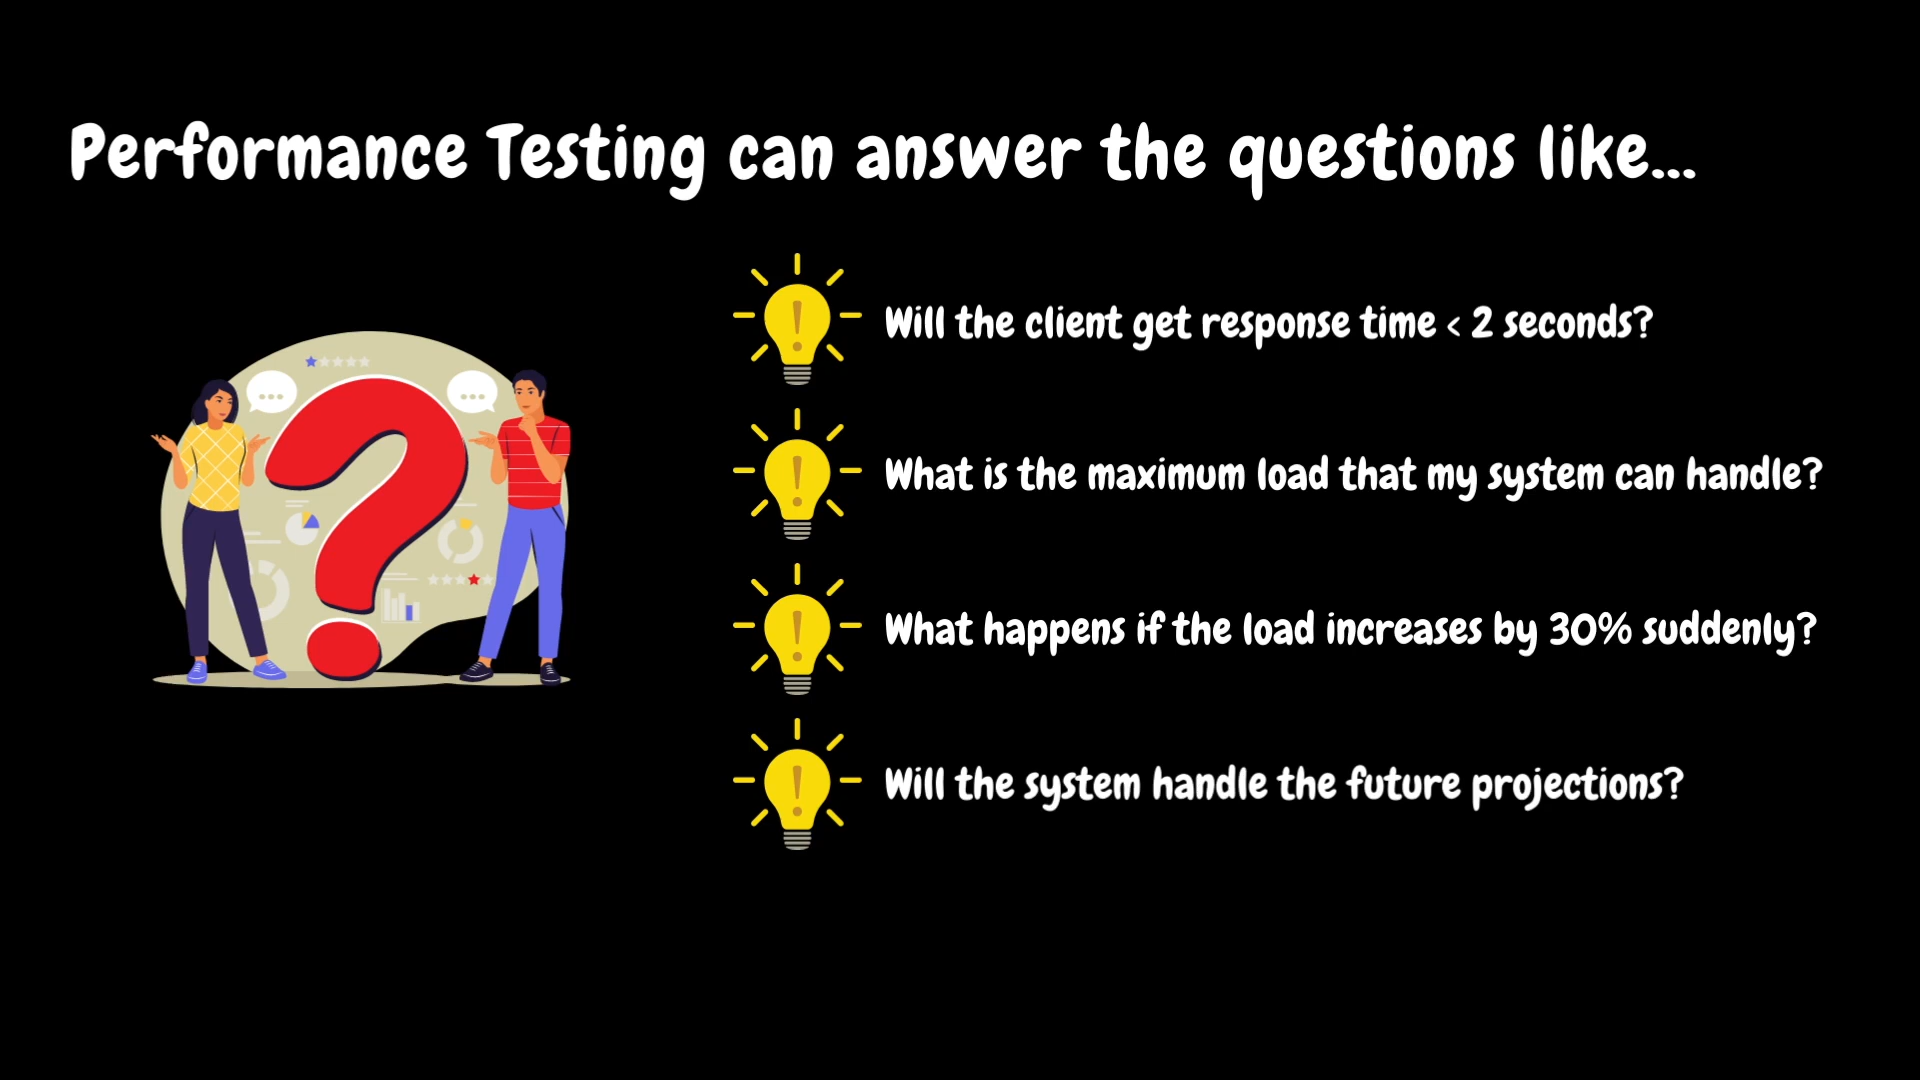 Performance Testing can answer the questions like...
Will the client get response time < 2 seconds?
What is the maximum load that my system can handle?
What happens if the load increases by 30% suddenly?
Will the system handle the future projections?